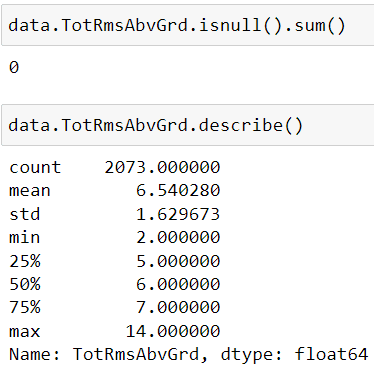 data.TotRmsAbvGrd.isnull().sum()
0
data.TotRmsAbvGrd.describe()
count    2073.000000
mean        6.540280
std         1.629673
min         2.000000
25%         5.000000
50%         6.000000
75%         7.000000
max        14.000000
Name: TotRmsAbvGrd, dtype: float64